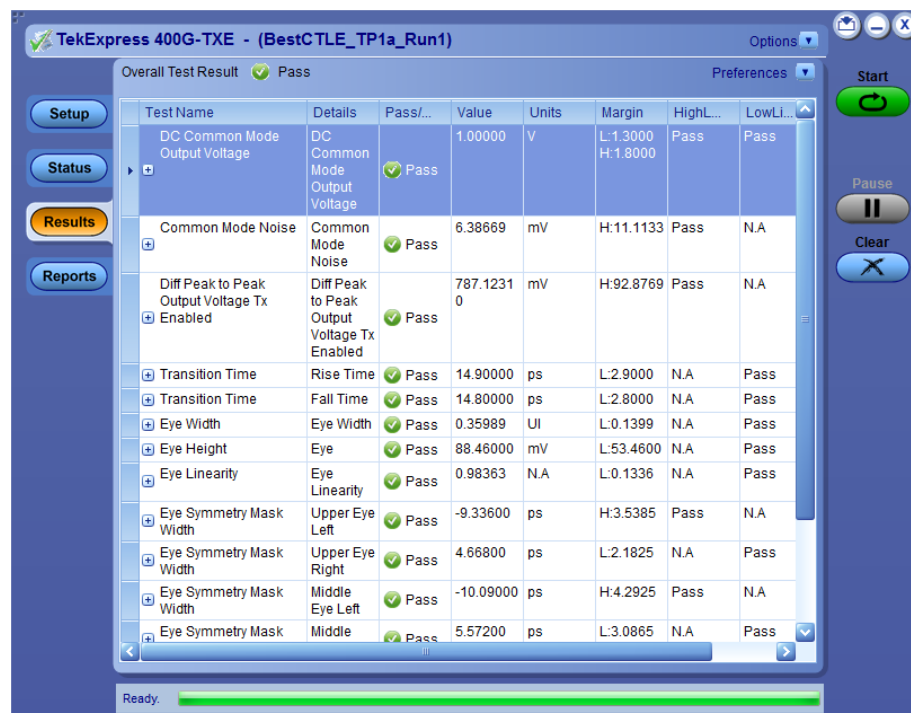 TekExpress 400G-TXE - (BestCTLE_TP1a_Run1)
Options
Overall Test Result Pass
Preferences
Start
Setup
Status
Results
Reports
Pause
Clear
Test Name Details Pass/... Value Units Margin HighL... LowLi...
DC Common Mode Output Voltage DC Common Mode Output Voltage Pass 1.00000 V L:1.3000 H:1.8000 Pass Pass
Common Mode Noise Common Mode Noise Pass 6.38669 mV H:11.1133 Pass N.A
Diff Peak to Peak Output Voltage Tx Enabled Diff Peak to Peak Output Voltage Tx Enabled Pass 787.12310 mV H:92.8769 Pass N.A
Transition Time Rise Time Pass 14.90000 ps L:2.9000 N.A Pass
Transition Time Fall Time Pass 14.80000 ps L:2.8000 N.A Pass
Eye Width Eye Width Pass 0.35989 UI L:0.1399 N.A Pass
Eye Height Eye Pass 88.46000 mV L:53.4600 N.A Pass
Eye Linearity Eye Linearity Pass 0.98363 N.A L:0.1336 N.A Pass
Eye Symmetry Mask Width Upper Eye Left Pass -9.33600 ps H:3.5385 Pass N.A
Eye Symmetry Mask Width Upper Eye Right Pass 4.66800 ps L:2.1825 N.A Pass
Eye Symmetry Mask Width Middle Eye Left Pass -10.09000 ps H:4.2925 Pass N.A
Eye Symmetry Mask Middle Pass 5.57200 ps L:3.0865 N.A Pass
Ready.